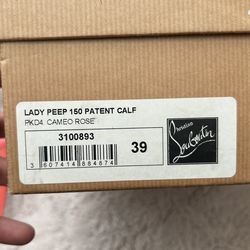 LADY PEEP 150 PATENT CALF
PKD4 CAMEO ROSE
3100893
39
3 607414 884874
Christian
Louboutin